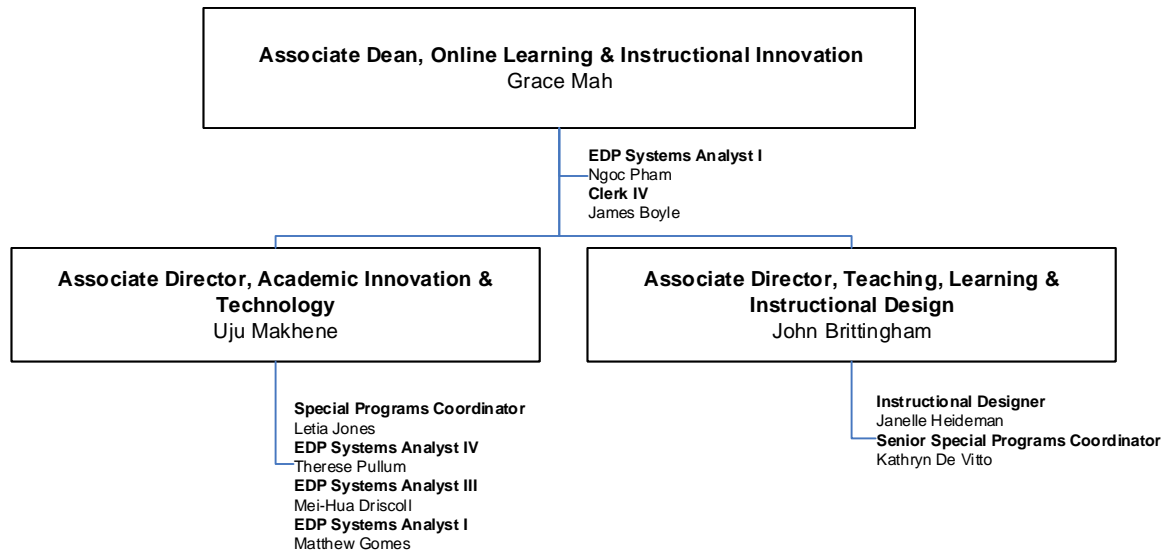 Associate Dean, Online Learning & Instructional Innovation
Grace Mah
EDP Systems Analyst I
Ngoc Pham
Clerk IV
James Boyle
Associate Director, Academic Innovation &
Technology
Uju Makhene
Associate Director, Teaching, Learning &
Instructional Design
John Brittingham
Special Programs Coordinator
Letia Jones
EDP Systems Analyst IV
Therese Pullum
EDP Systems Analyst III
Mei-Hua Driscoll
EDP Systems Analyst I
Matthew Gomes
Instructional Designer
Janelle Heideman
Senior Special Programs Coordinator
Kathryn De Vitto